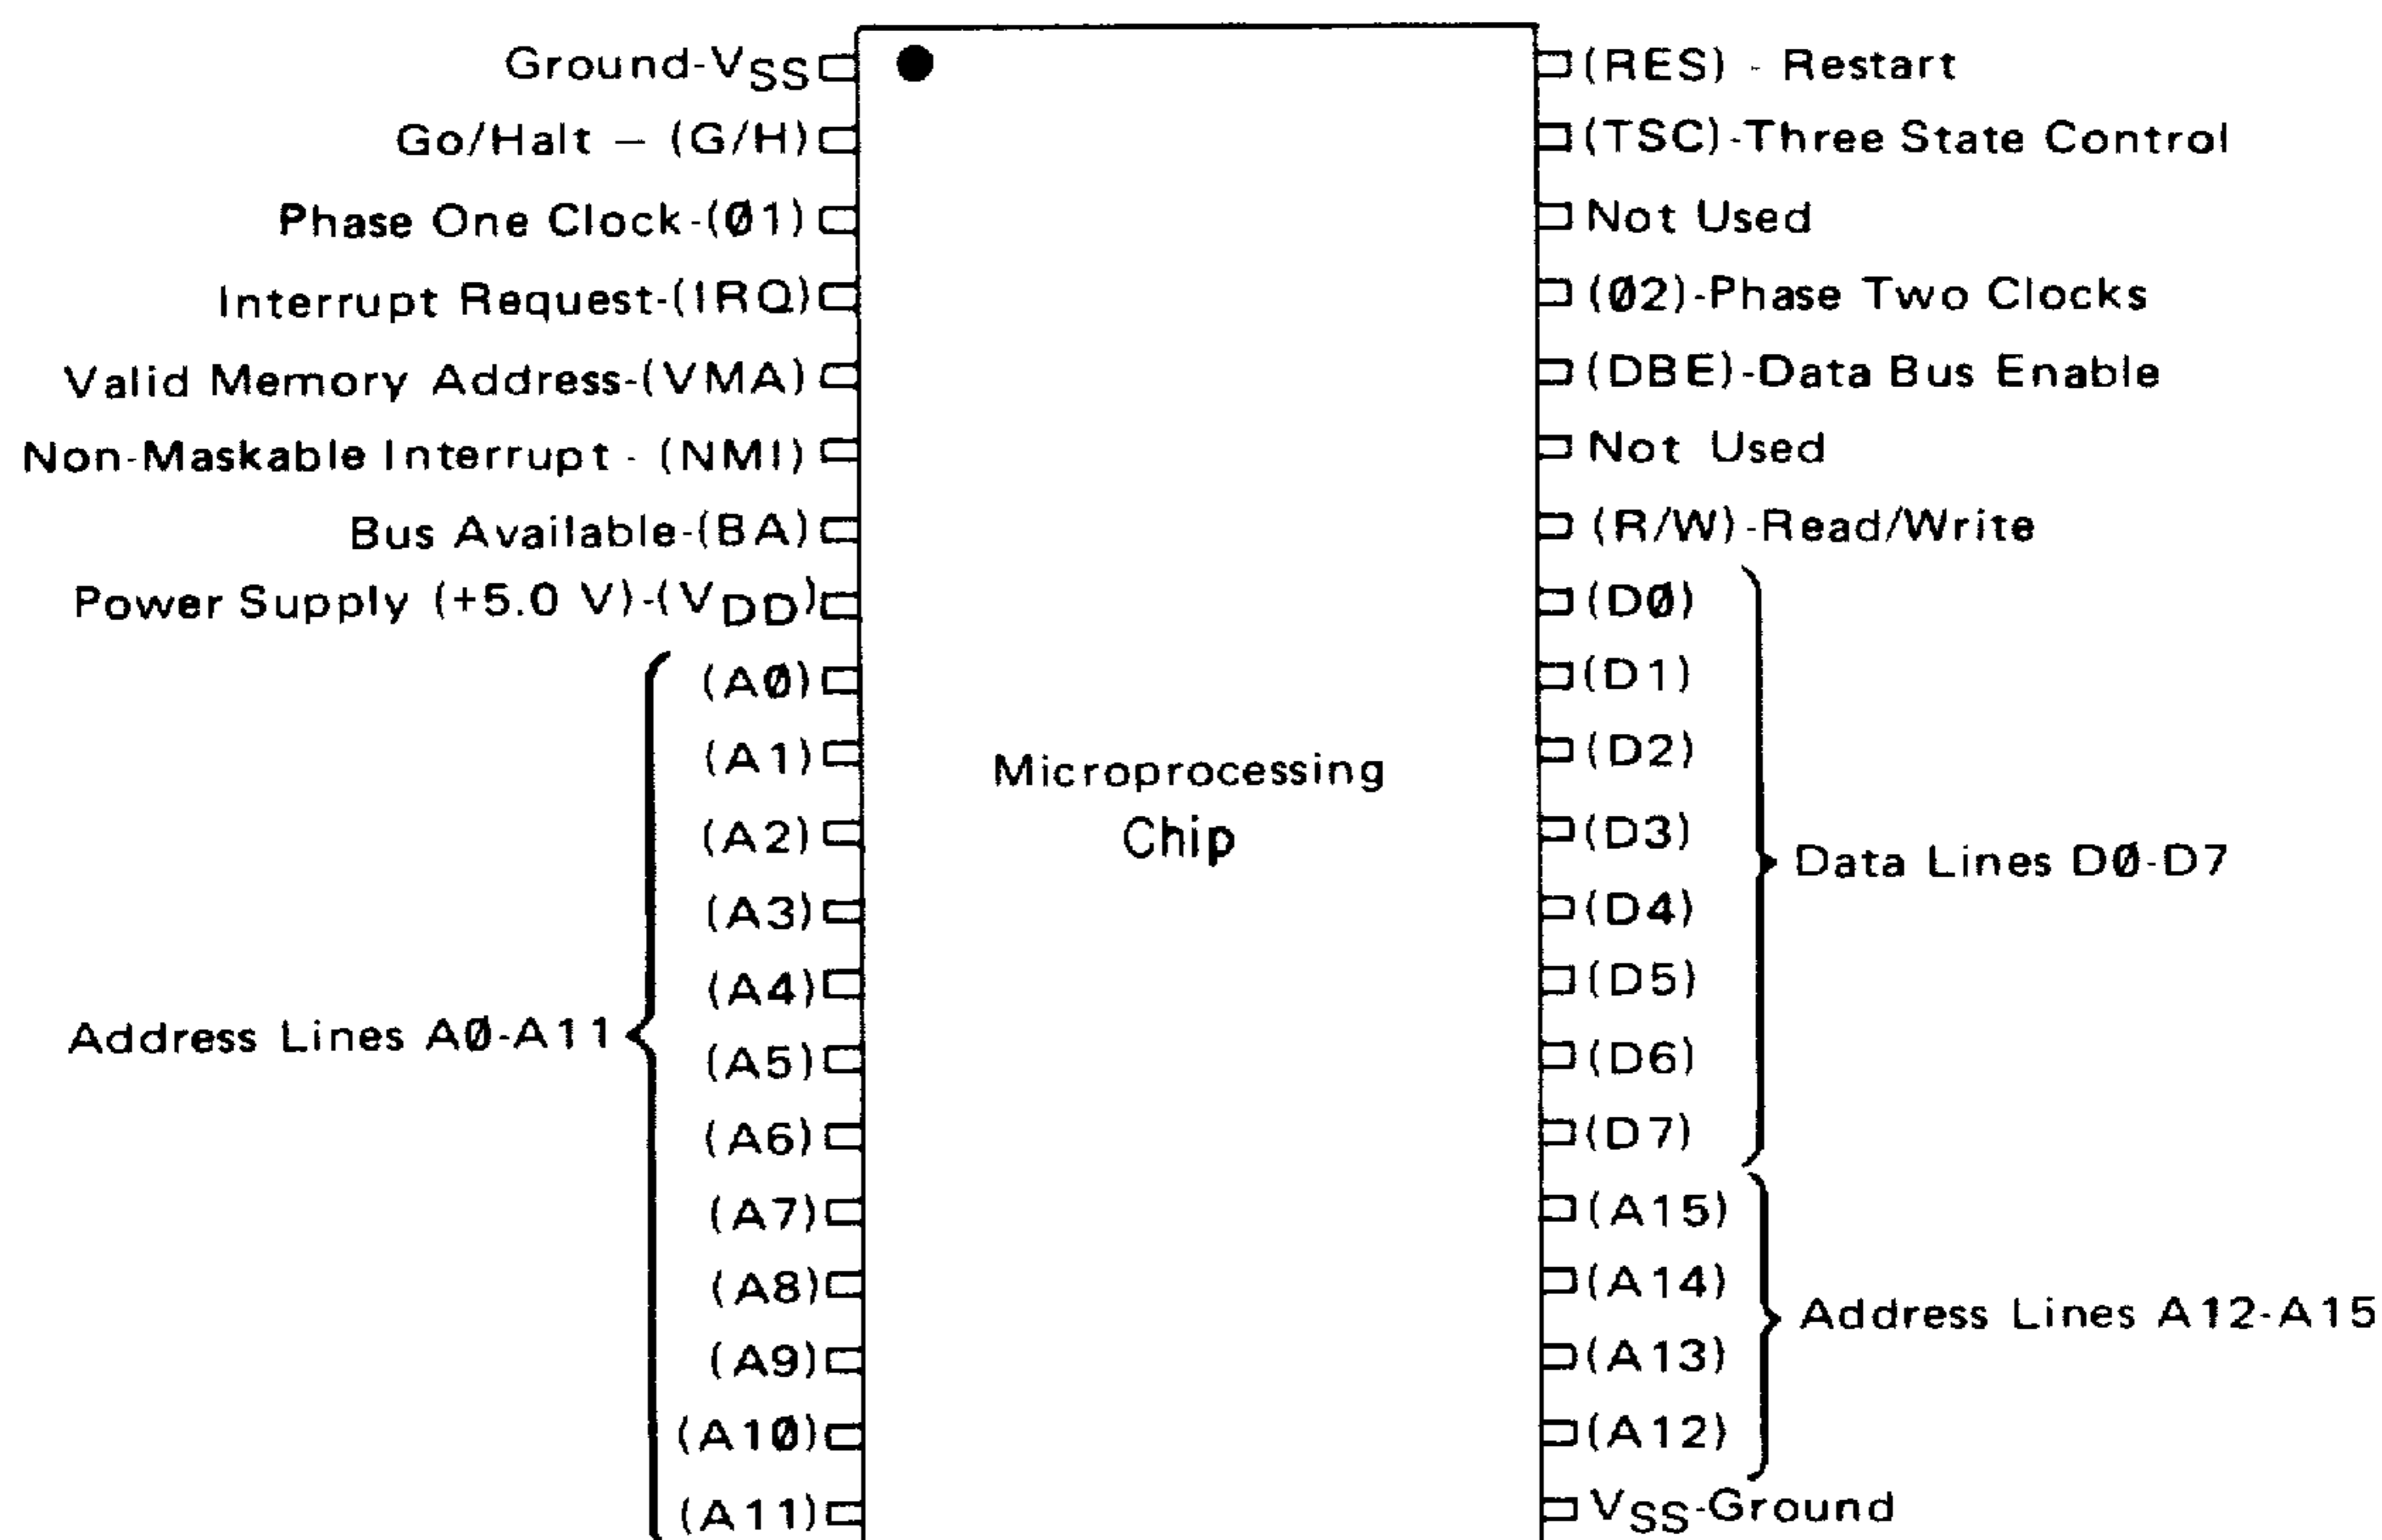 Ground-VSS
Go/Halt – (G/H)
Phase One Clock-(Ø1)
Interrupt Request-(IRQ)
Valid Memory Address-(VMA)
Non-Maskable Interrupt - (NMI)
Bus Available-(BA)
Power Supply (+5.0 V)-(VDD)
(AØ)
(A1)
(A2)
(A3)
(A4)
(A5)
(A6)
(A7)
(A8)
(A9)
(A1Ø)
(A11)
Address Lines AØ-A11
Microprocessing
Chip
(RES) - Restart
(TSC)-Three State Control
Not Used
(Ø2)-Phase Two Clocks
(DBE)-Data Bus Enable
Not Used
(R/W)-Read/Write
(DØ)
(D1)
(D2)
(D3)
(D4)
(D5)
(D6)
(D7)
Data Lines DØ-D7
(A15)
(A14)
(A13)
(A12)
Address Lines A12-A15
VSS-Ground